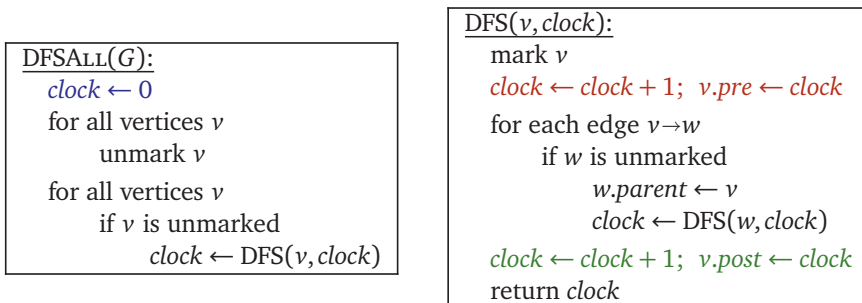 DFSALL(G):
clock ← 0
for all vertices v
unmark v
for all vertices v
if v is unmarked
clock ← DFS(v, clock)
DFS(v, clock):
mark v
clock ← clock + 1; v.pre ← clock
for each edge v→w
if w is unmarked
w.parent ← v
clock ← DFS(w, clock)
clock ← clock + 1; v.post ← clock
return clock